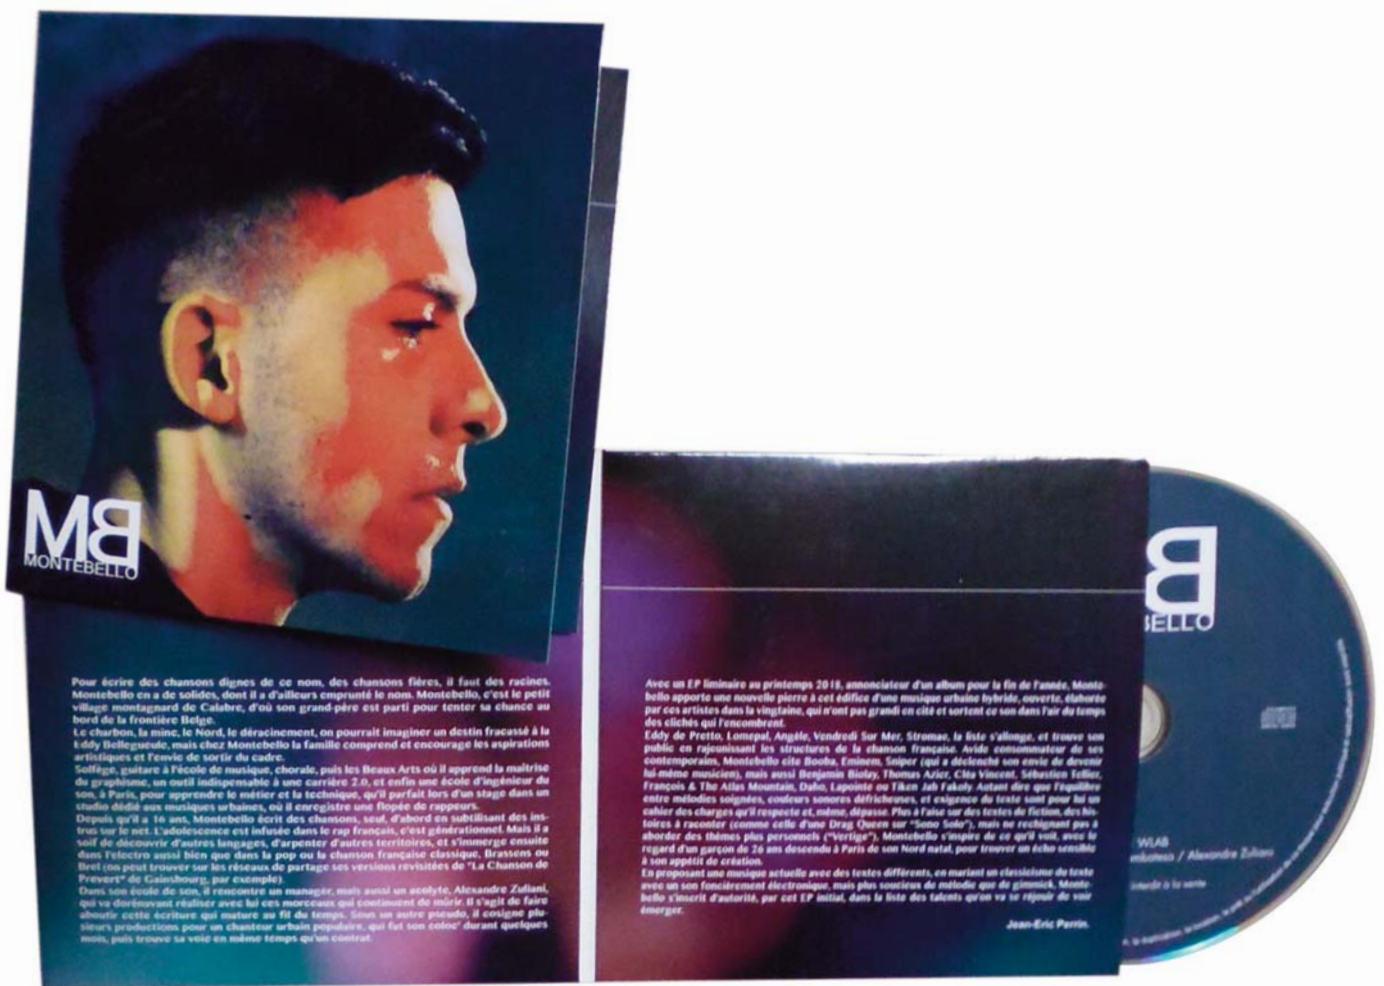 MB
MONTEBELLO
Pour écrire des chansons dignes de ce nom, des chansons fières, il faut des racines.
Montebello en a de solides, dont il a d'ailleurs emprunté le nom. Montebello, c'est le petit
village montagnard de Calabre, d'où son grand-père est parti pour tenter sa chance au
bord de la frontière Belge.
Le charbon, la mine, le Nord, le déracinement, on pourrait imaginer un destin fracassé à la
Eddy Bellegueule, mais chez Montebello la famille comprend et encourage les aspirations
artistiques et l'envie de sortir du cadre.
Solfège, guitare à l'école de musique, chorale, puis les Beaux Arts où il apprend la maîtrise
du graphisme, un outil indispensable à une carrière 2.0, et enfin une école d'ingénieur du
son, à Paris, pour apprendre le métier et la technique, qu'il parfait lors d'un stage dans un
studio dédié aux musiques urbaines, où il enregistre une flopée de rappeurs.
Depuis qu'il a 16 ans, Montebello écrit des chansons, seul, d'abord en subtilisant des ins-
trus sur le net. L'adolescence est infusée dans le rap français, c'est générationnel. Mais il a
soif de découvrir d'autres langages, d'arpenter d'autres territoires, et s'immerge ensuite
dans l'electro aussi bien que dans la pop ou la chanson française classique, Brassens ou
Brel (on peut trouver sur les réseaux de partage ses versions revisitées de "La Chanson de
Prevert" de Gainsbourg, par exemple).
Dans son école de son, il rencontre un manager, mais aussi un acolyte, Alexandre Zuliani,
qui va dorénavant réaliser avec lui ces morceaux qui continuent de mûrir. Il s'agit de faire
aboutir cette écriture qui mature au fil du temps. Sous un autre pseudo, il cosigne plu-
sieurs productions pour un chanteur urbain populaire, qui fut son coloc' durant quelques
mois, puis trouve sa voie en même temps qu'un contrat.
Avec un EP liminaire au printemps 2018, annonciateur d'un album pour la fin de l'année, Monte-
bello apporte une nouvelle pierre à cet édifice d'une musique urbaine hybride, ouverte, élaborée
par ces artistes dans la vingtaine, qui n'ont pas grandi en cité et sortent ce son dans l'air du temps
des clichés qui l'encombrent.
Eddy de Pretto, Lomepal, Angèle, Vendredi Sur Mer, Stromae, la liste s'allonge, et trouve son
public en rajeunissant les structures de la chanson française. Avide consommateur de ses
contemporains, Montebello cite Booba, Eminem, Sniper (qui a déclenché son envie de devenir
lui-même musicien), mais aussi Benjamin Biolay, Thomas Azier, Cléa Vincent, Sébastien Tellier,
François & The Atlas Mountain, Daho, Lapointe ou Tiken Jah Fakoly. Autant dire que l'équilibre
entre mélodies soignées, couleurs sonores défricheuses, et exigence du texte sont pour lui un
cahier des charges qu'il respecte et, même, dépasse. Plus à l'aise sur des textes de fiction, des his-
toires à raconter (comme celle d'une Drag Queen sur "Sono Solo"), mais ne rechignant pas à
aborder des thèmes plus personnels ("Vertige"), Montebello s'inspire de ce qu'il voit, avec le
regard d'un garçon de 26 ans descendu à Paris de son Nord natal, pour trouver un écho sensible
à son appétit de création.
En proposant une musique actuelle avec des textes différents, en mariant un classicisme du texte
avec un son foncièrement électronique, mais plus soucieux de mélodie que de gimmick, Monte-
bello s'inscrit d'autorité, par cet EP initial, dans la liste des talents qu'on va se réjouir de voir
émerger.
Jean-Eric Perrin.
B
BELLO
WLAB
/ Alexandre Zuliani
interdit à la vente